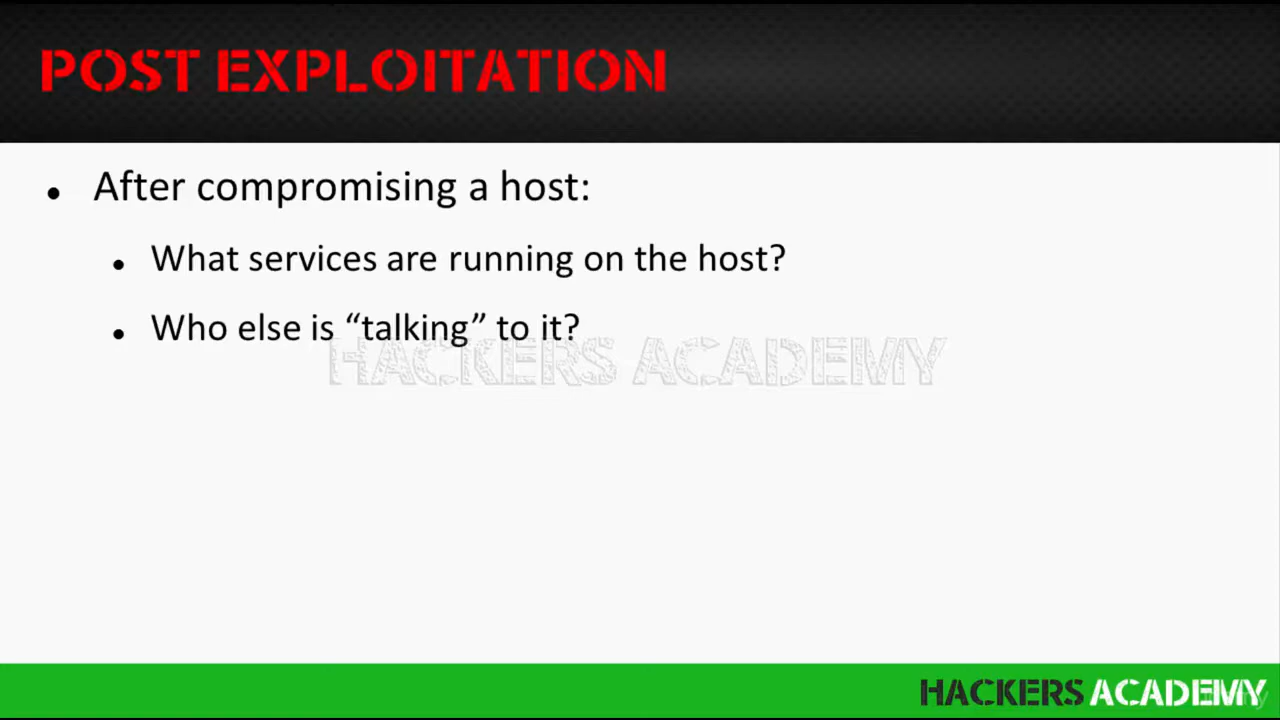 POST EXPLOITATION
• After compromising a host:
• What services are running on the host?
• Who else is “talking” to it?
HACKERS ACADEMY
HACKERS ACADEMY